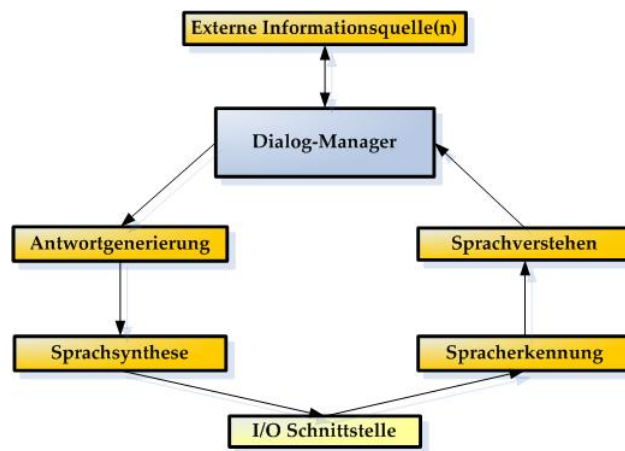 Externe Informationsquelle(n)
Dialog-Manager
Antwortgenerierung
Sprachverstehen
Sprachsynthese
Spracherkennung
I/O Schnittstelle